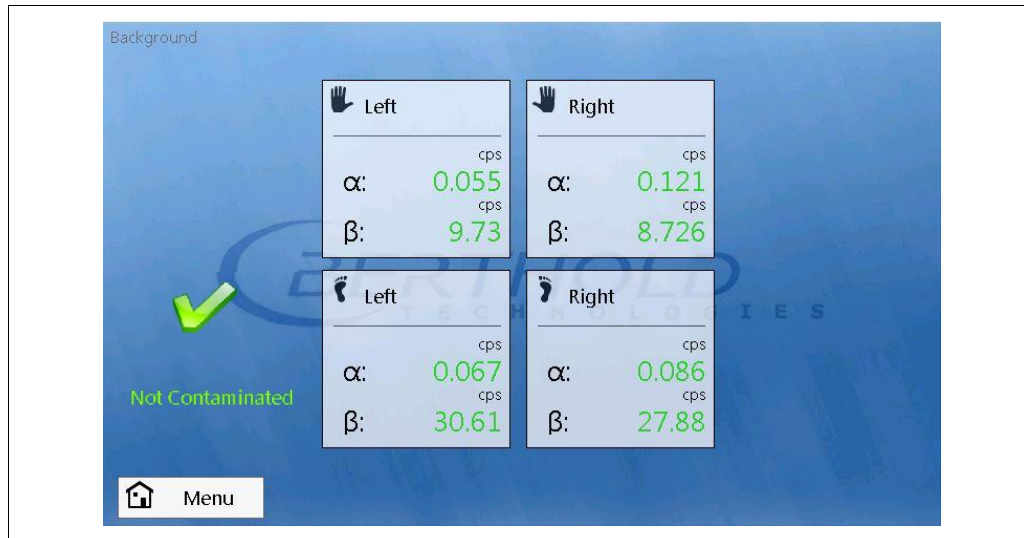 Background
Left
cps
α: 0.055
cps
β: 9.73
Right
cps
α: 0.121
cps
β: 8.726
BERTHOLD
TECHNOLOGIES
Left
cps
α: 0.067
cps
β: 30.61
Right
cps
α: 0.086
cps
β: 27.88
Not Contaminated
Menu